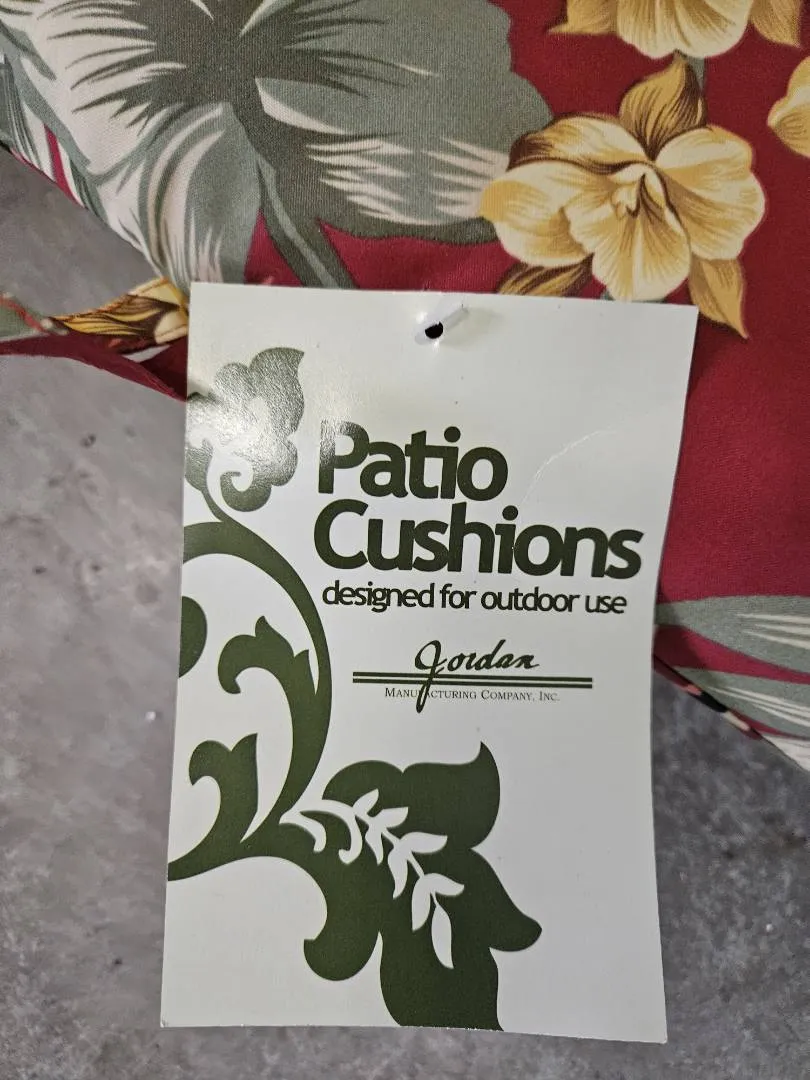 Patio
Cushions
designed for outdoor use
Jordan
MANUFACTURING COMPANY, INC.